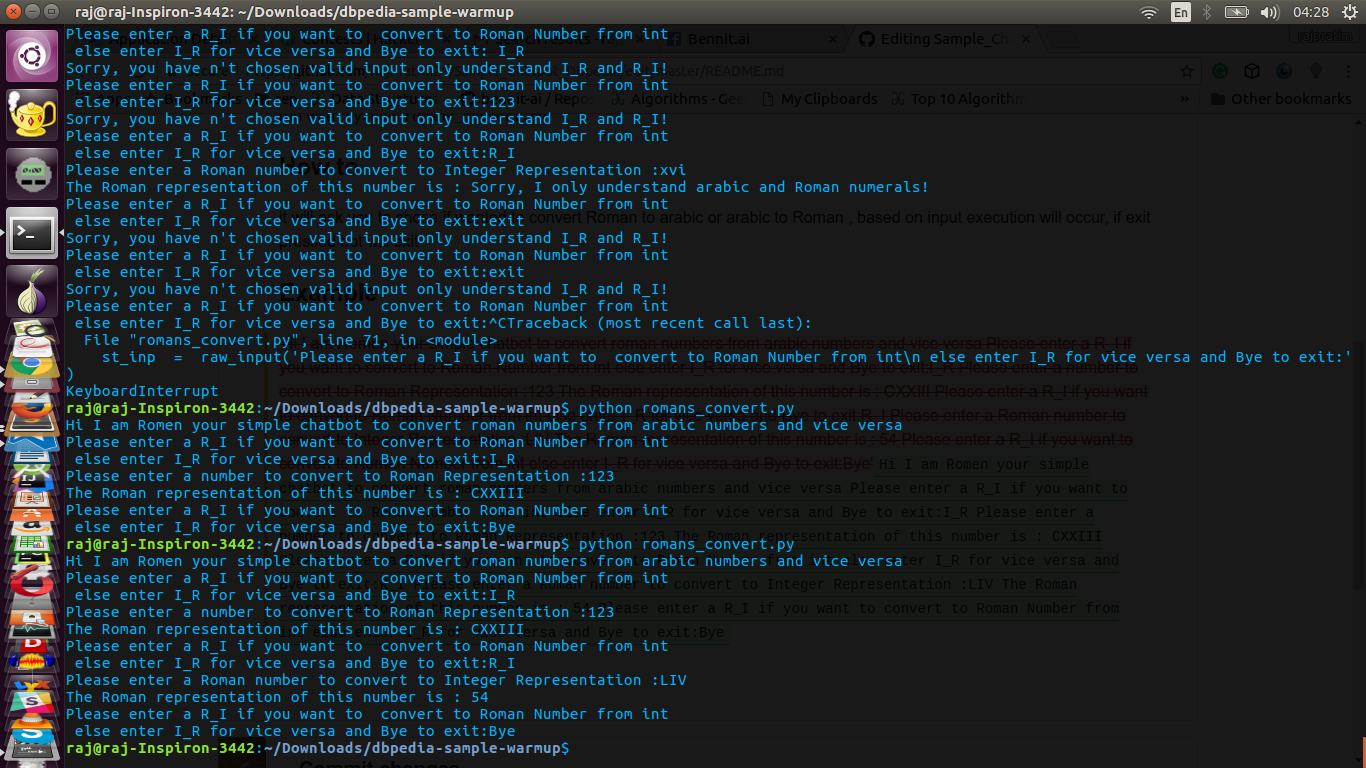 raj@raj-Inspiron-3442: ~/Downloads/dbpedia-sample-warmup
En
04:28
Please enter a R_I if you want to  convert to Roman Number from int
 else enter I_R for vice versa and Bye to exit: I_R
Sorry, you have n't chosen valid input only understand I_R and R_I!
Please enter a R_I if you want to  convert to Roman Number from int
 else enter I_R for vice versa and Bye to exit:123
Sorry, you have n't chosen valid input only understand I_R and R_I!
Please enter a R_I if you want to  convert to Roman Number from int
 else enter I_R for vice versa and Bye to exit:R_I
Please enter a Roman number to convert to Integer Representation :xvi
The Roman representation of this number is : Sorry, I only understand arabic and Roman numerals!
Please enter a R_I if you want to  convert to Roman Number from int
 else enter I_R for vice versa and Bye to exit:exit
Sorry, you have n't chosen valid input only understand I_R and R_I!
Please enter a R_I if you want to  convert to Roman Number from int
 else enter I_R for vice versa and Bye to exit:exit
Sorry, you have n't chosen valid input only understand I_R and R_I!
Please enter a R_I if you want to  convert to Roman Number from int
 else enter I_R for vice versa and Bye to exit:^CTraceback (most recent call last):
  File "romans_convert.py", line 71, in <module>
    st_inp  =  raw_input('Please enter a R_I if you want to  convert to Roman Number from int\n else enter I_R for vice versa and Bye to exit:'
)
KeyboardInterrupt
raj@raj-Inspiron-3442:~/Downloads/dbpedia-sample-warmup$ python romans_convert.py
Hi I am Romen your simple chatbot to convert roman numbers from arabic numbers and vice versa
Please enter a R_I if you want to  convert to Roman Number from int
 else enter I_R for vice versa and Bye to exit:I_R
Please enter a number to convert to Roman Representation :123
The Roman representation of this number is : CXXIII
Please enter a R_I if you want to  convert to Roman Number from int
 else enter I_R for vice versa and Bye to exit:Bye
raj@raj-Inspiron-3442:~/Downloads/dbpedia-sample-warmup$ python romans_convert.py
Hi I am Romen your simple chatbot to convert roman numbers from arabic numbers and vice versa
Please enter a R_I if you want to  convert to Roman Number from int
 else enter I_R for vice versa and Bye to exit:I_R
Please enter a number to convert to Roman Representation :123
The Roman representation of this number is : CXXIII
Please enter a R_I if you want to  convert to Roman Number from int
 else enter I_R for vice versa and Bye to exit:R_I
Please enter a Roman number to convert to Integer Representation :LIV
The Roman representation of this number is : 54
Please enter a R_I if you want to  convert to Roman Number from int
 else enter I_R for vice versa and Bye to exit:Bye
raj@raj-Inspiron-3442:~/Downloads/dbpedia-sample-warmup$
Bennit.ai
Editing Sample_Ch
master/README.md
Algorithms - Ge
My Clipboards
Top 10 Algorithm
Other bookmarks
How to
Example
Commit changes